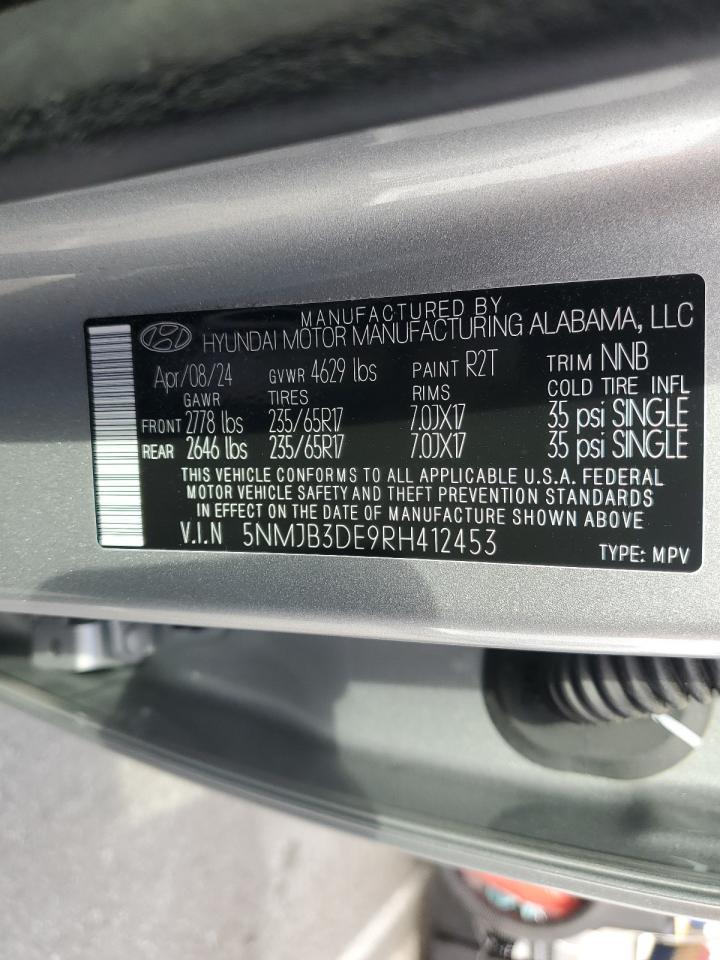 MANUFACTURED BY
HYUNDAI MOTOR MANUFACTURING ALABAMA, LLC
Apr/08/24 GVWR 4629 lbs PAINT R2T TRIM NNB
GAWR TIRES RIMS COLD TIRE INFL
FRONT 2778 lbs 235/65R17 7.0JX17 35 psi SINGLE
REAR 2646 lbs 235/65R17 7.0JX17 35 psi SINGLE
THIS VEHICLE CONFORMS TO ALL APPLICABLE U.S.A. FEDERAL
MOTOR VEHICLE SAFETY AND THEFT PREVENTION STANDARDS
IN EFFECT ON THE DATE OF MANUFACTURE SHOWN ABOVE
V.I.N 5NMJB3DE9RH412453
TYPE: MPV